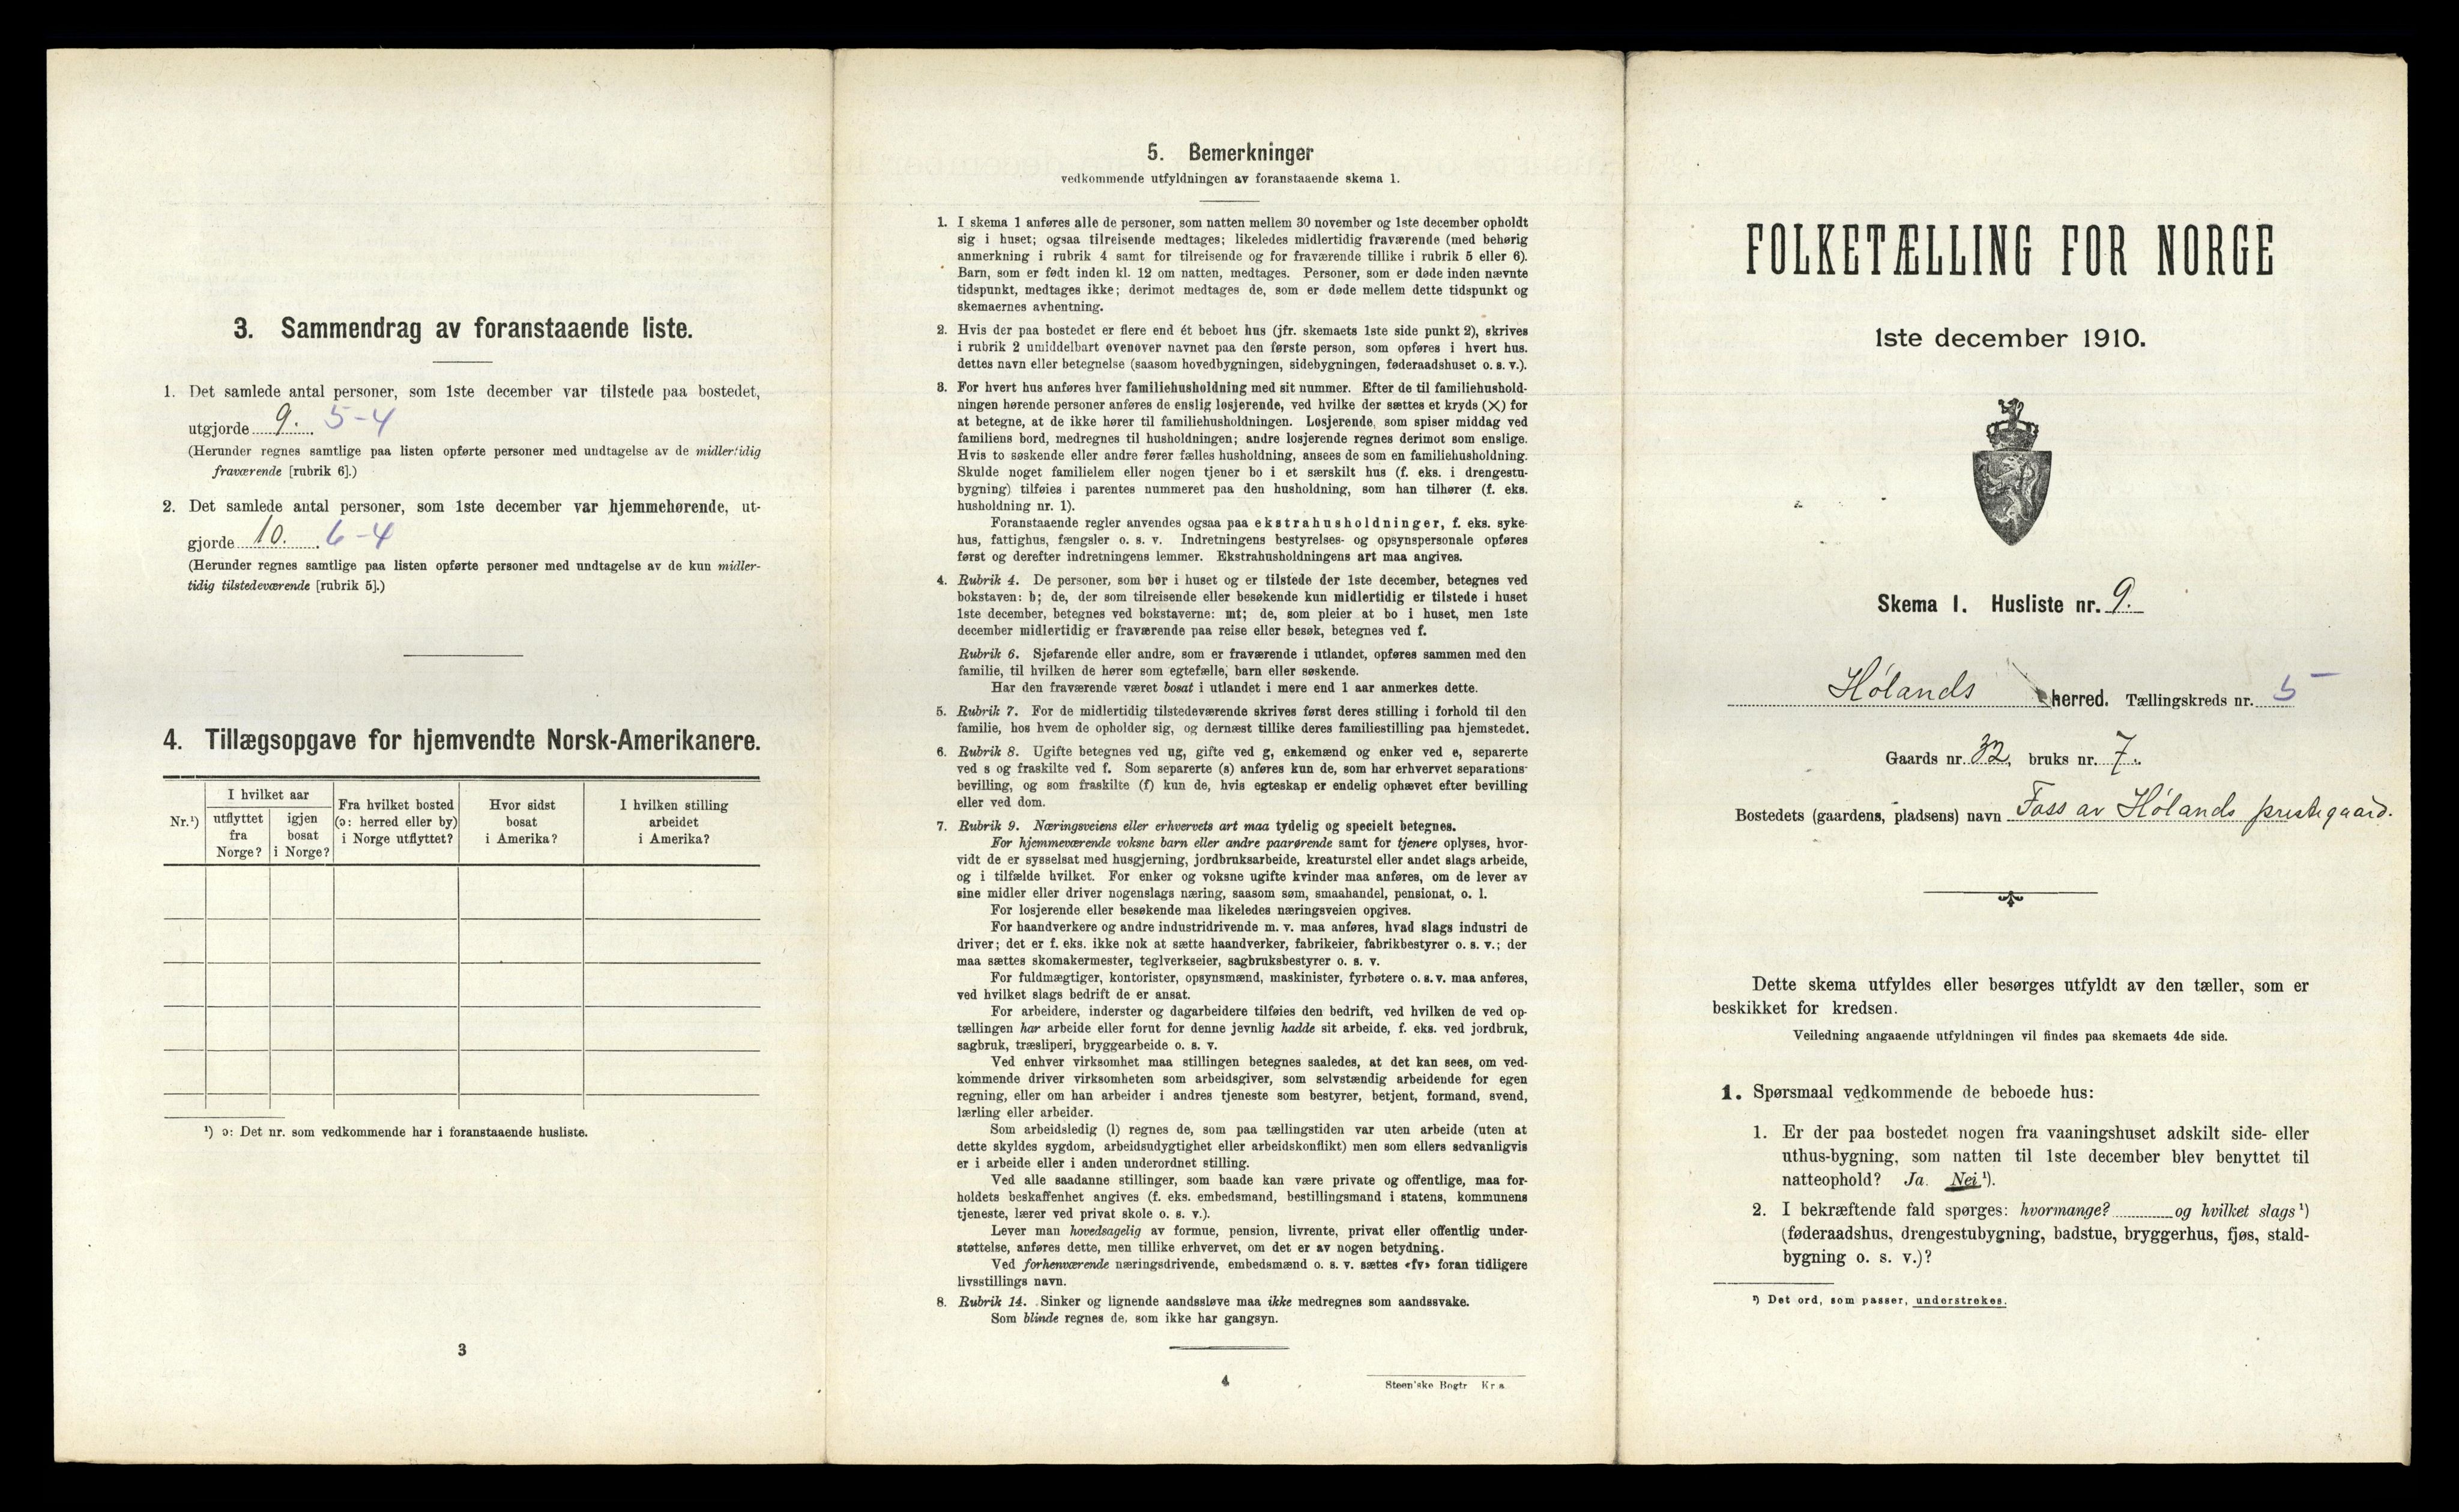 3. Sammendrag av foranstaaende liste.
1. Det samlede antal personer, som 1ste december var tilstede paa bostedet,
utgjorde 9. 5-4
(Herunder regnes samtlige paa listen opførte personer med undtagelse av de midlertidig
fraværende [rubrik 6].)
2. Det samlede antal personer, som 1ste december var hjemmehørende, ut-
gjorde 10. 6-4
(Herunder regnes samtlige paa listen opførte personer med undtagelse av de kun midler-
tidig tilstedeværende [rubrik 5].)
4. Tillægsopgave for hjemvendte Norsk-Amerikanere.
Nr.¹)
I hvilket aar
utflyttet
fra
Norge?
igjen
bosat
i Norge?
Fra hvilket bosted
(ɔ: herred eller by)
i Norge utflyttet?
Hvor sidst
bosat
i Amerika?
I hvilken stilling
arbeidet
i Amerika?
¹) ɔ: Det nr. som vedkommende har i foranstaaende husliste.
3
5. Bemerkninger
vedkommende utfyldningen av foranstaaende skema 1.
1. I skema 1 anføres alle de personer, som natten mellem 30 november og 1ste december opholdt
sig i huset; ogsaa tilreisende medtages; likeledes midlertidig fraværende (med behørig
anmerkning i rubrik 4 samt for tilreisende og for fraværende tillike i rubrik 5 eller 6).
Barn, som er født inden kl. 12 om natten, medtages. Personer, som er døde inden nævnte
tidspunkt, medtages ikke; derimot medtages de, som er døde mellem dette tidspunkt og
skemaernes avhentning.
2. Hvis der paa bostedet er flere end ét beboet hus (jfr. skemaets 1ste side punkt 2), skrives
i rubrik 2 umiddelbart ovenover navnet paa den første person, som opføres i hvert hus.
dettes navn eller betegnelse (saasom hovedbygningen, sidebygningen, føderaadshuset o. s. v.).
3. For hvert hus anføres hver familiehusholdning med sit nummer. Efter de til familiehushold-
ningen hørende personer anføres de enslig losjerende, ved hvilke der sættes et kryds (×) for
at betegne, at de ikke hører til familiehusholdningen. Losjerende, som spiser middag ved
familiens bord, medregnes til husholdningen; andre losjerende regnes derimot som enslige.
Hvis to søskende eller andre fører fælles husholdning, ansees de som en familiehusholdning.
Skulde noget familielem eller nogen tjener bo i et særskilt hus (f. eks. i drengestu-
bygning) tilføies i parentes nummeret paa den husholdning, som han tilhører (f. eks.
husholdning nr. 1).
Foranstaaende regler anvendes ogsaa paa ekstrahusholdninger, f. eks. syke-
hus, fattighus, fængsler o. s. v. Indretningens bestyrelses- og opsynspersonale opføres
først og derefter indretningens lemmer. Ekstrahusholdningens art maa angives.
4. Rubrik 4. De personer, som bor i huset og er tilstede der 1ste december, betegnes ved
bokstaven: b; de, der som tilreisende eller besøkende kun midlertidig er tilstede i huset
1ste december, betegnes ved bokstaverne: mt; de, som pleier at bo i huset, men 1ste
december midlertidig er fraværende paa reise eller besøk, betegnes ved f.
Rubrik 6. Sjøfarende eller andre, som er fraværende i utlandet, opføres sammen med den
familie, til hvilken de hører som egtefælle, barn eller søskende.
Har den fraværende været bosat i utlandet i mere end 1 aar anmerkes dette.
5. Rubrik 7. For de midlertidig tilstedeværende skrives først deres stilling i forhold til den
familie, hos hvem de opholder sig, og dernæst tillike deres familiestilling paa hjemstedet.
6. Rubrik 8. Ugifte betegnes ved ug, gifte ved g, enkemænd og enker ved e, separerte
ved s og fraskilte ved f. Som separerte (s) anføres kun de, som har erhvervet separations-
bevilling, og som fraskilte (f) kun de, hvis egteskap er endelig ophævet efter bevilling
eller ved dom.
7. Rubrik 9. Næringsveiens eller erhvervets art maa tydelig og specielt betegnes.
For hjemmeværende voksne barn eller andre paarørende samt for tjenere oplyses, hvor-
vidt de er sysselsat med husgjerning, jordbruksarbeide, kreaturstel eller andet slags arbeide,
og i tilfælde hvilket. For enker og voksne ugifte kvinder maa anføres, om de lever av
sine midler eller driver nogenslags næring, saasom søm, smaahandel, pensionat, o. l.
For losjerende eller besøkende maa likeledes næringsveien opgives.
For haandverkere og andre industridrivende m. v. maa anføres, hvad slags industri de
driver; det er f. eks. ikke nok at sætte haandverker, fabrikeier, fabrikbestyrer o. s. v.; der
maa sættes skomakermester, teglverkseier, sagbruksbestyrer o. s. v.
For fuldmægtiger, kontorister, opsynsmænd, maskinister, fyrbøtere o. s. v. maa anføres,
ved hvilket slags bedrift de er ansat.
For arbeidere, inderster og dagarbeidere tilføies den bedrift, ved hvilken de ved op-
tællingen har arbeide eller forut for denne jevnlig hadde sit arbeide, f. eks. ved jordbruk,
sagbruk, træsliperi, bryggearbeide o. s. v.
Ved enhver virksomhet maa stillingen betegnes saaledes, at det kan sees, om ved-
kommende driver virksomheten som arbeidsgiver, som selvstændig arbeidende for egen
regning, eller om han arbeider i andres tjeneste som bestyrer, betjent, formand, svend,
lærling eller arbeider.
Som arbeidsledig (l) regnes de, som paa tællingstiden var uten arbeide (uten at
dette skyldes sygdom, arbeidsudygtighet eller arbeidskonflikt) men som ellers sedvanligvis
er i arbeide eller i anden underordnet stilling.
Ved alle saadanne stillinger, som baade kan være private og offentlige, maa for-
holdets beskaffenhet angives (f. eks. embedsmand, bestillingsmand i statens, kommunens
tjeneste, lærer ved privat skole o. s. v.).
Lever man hovedsagelig av formue, pension, livrente, privat eller offentlig under-
støttelse, anføres dette, men tillike erhvervet, om det er av nogen betydning.
Ved forhenværende næringsdrivende, embedsmænd o. s. v. sættes «fv» foran tidligere
livsstillings navn.
8. Rubrik 14. Sinker og lignende aandssløve maa ikke medregnes som aandssvake.
Som blinde regnes de, som ikke har gangsyn.
4
Steen'ske Bogtr Kr a
FOLKETÆLLING FOR NORGE
1ste december 1910.
Skema 1. Husliste nr. 9.
Hølands herred. Tællingskreds nr. 5
Gaards nr. 32, bruks nr. 7.
Bostedets (gaardens, pladsens) navn Foss av Hølands prestegaard.
Dette skema utfyldes eller besørges utfyldt av den tæller, som er
beskikket for kredsen.
Veiledning angaaende utfyldningen vil findes paa skemaets 4de side.
1. Spørsmaal vedkommende de beboede hus:
1. Er der paa bostedet nogen fra vaaningshuset adskilt side- eller
uthus-bygning, som natten til 1ste december blev benyttet til
natteophold? Ja. Nei ¹).
2. I bekræftende fald spørges: hvormange? og hvilket slags ¹)
(føderaadshus, drengestubygning, badstue, bryggerhus, fjøs, stald-
bygning o. s. v.)?
¹) Det ord, som passer, understrekes.